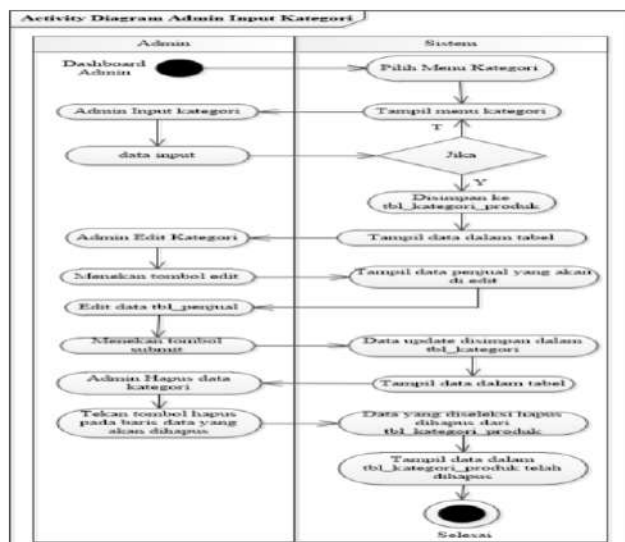 Activity Diagram Admin Input Kategori
Admin
Sistem
Dashboard
Admin
Pilih Menu Kategori
Admin Input kategori
Tampil menu kategori
T
data input
Jika
Y
Disimpan ke
tbl_kategori_produk
Admin Edit Kategori
Tampil data dalam tabel
Menekan tombol edit
Tampil data penjual yang akan
di edit
Edit data tbl_penjual
Menekan tombol
submit
Data update disimpan dalam
tbl_kategori
Admin Hapus data
kategori
Tampil data dalam tabel
Tekan tombol hapus
pada baris data yang
akan dihapus
Data yang diseleksi hapus
dihapus dari
tbl_kategori_produk
Tampil data dalam
tbl_kategori_produk telah
dihapus
Selesai